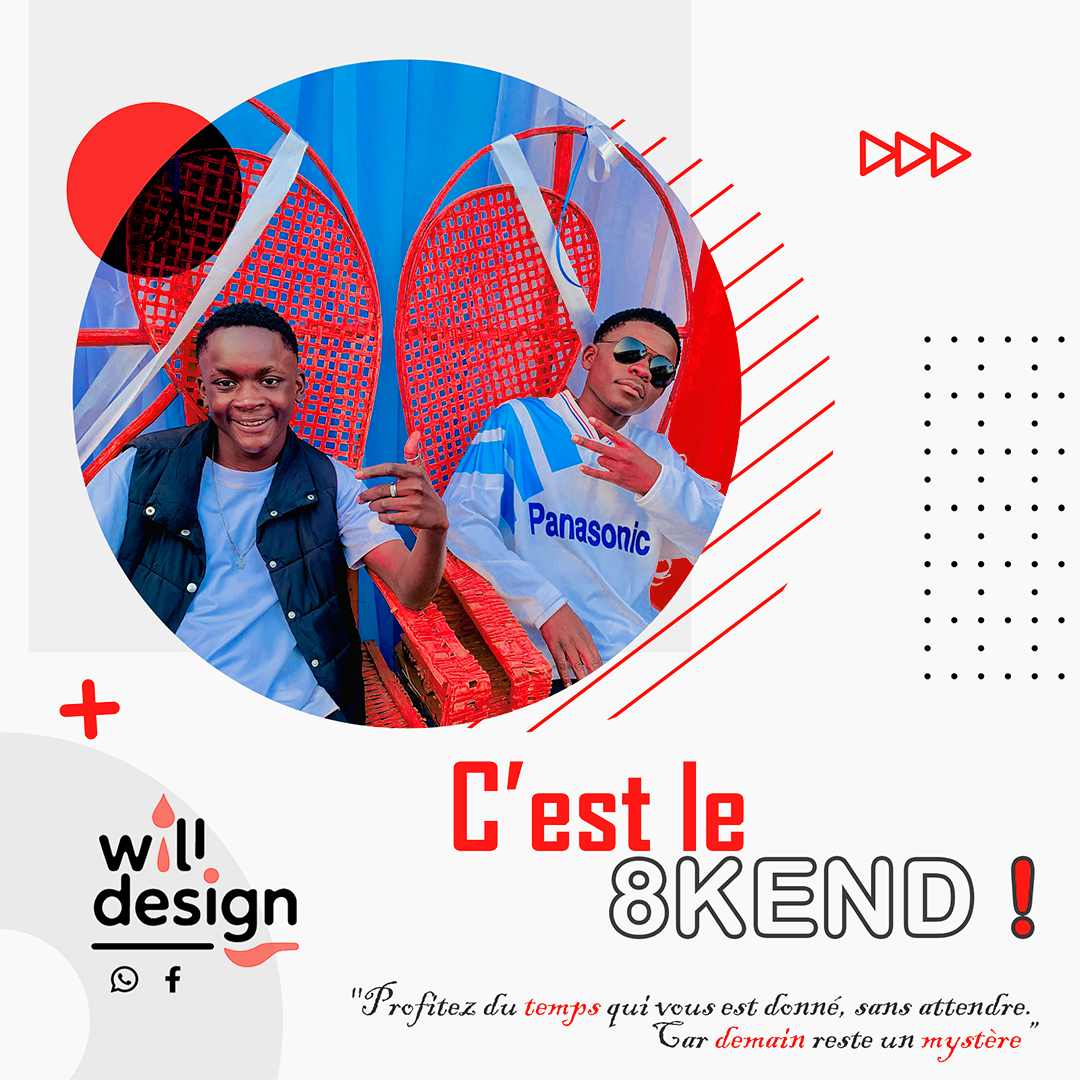 Panasonic
C'est le
8KEND !
will
design
"Profitez du temps qui vous est donné, sans attendre.
Car demain reste un mystère"